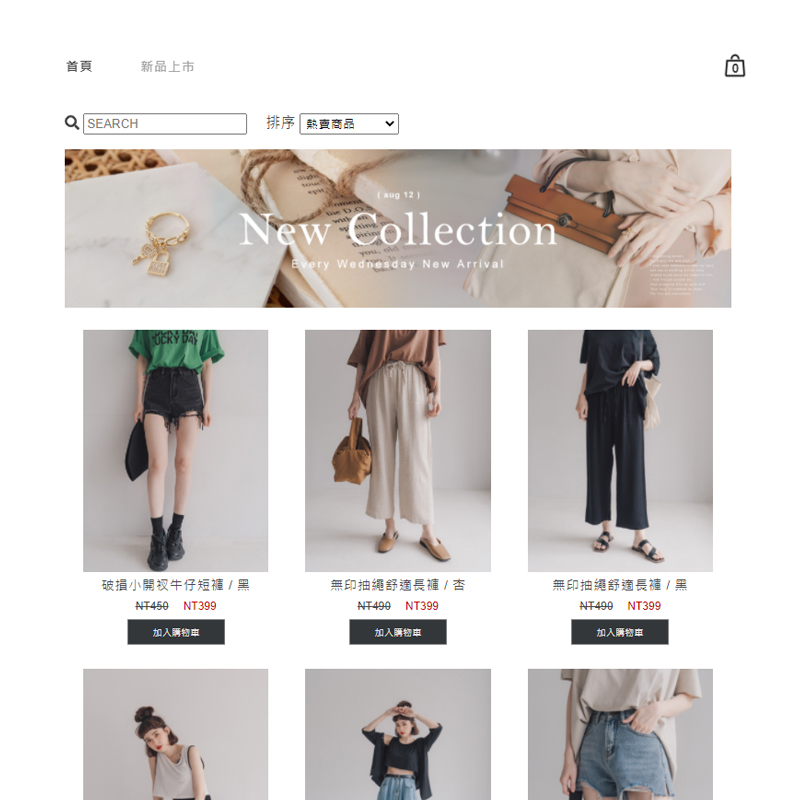 首頁
新品上市
0
SEARCH
排序
熱賣商品
( aug 12 )
New Collection
Every Wednesday New Arrival
UCKY DAY
破損小開衩牛仔短褲 / 黑
NT450 NT399
加入購物車
無印抽繩舒適長褲 / 杏
NT490 NT399
加入購物車
無印抽繩舒適長褲 / 黑
NT490 NT399
加入購物車